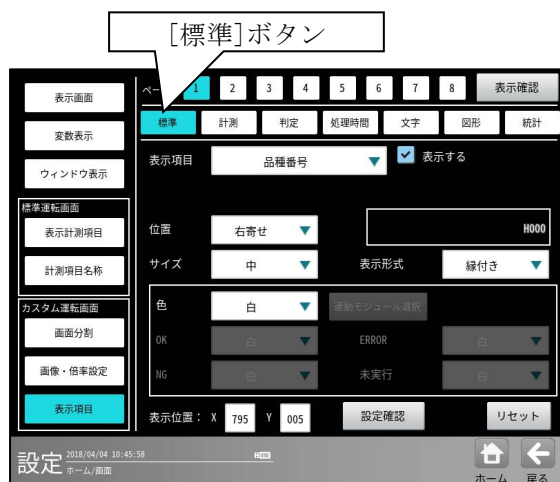 [標準]ボタン
ペー 1 2 3 4 5 6 7 8 表示確認
表示画面
変数表示
ウィンドウ表示
標準運転画面
表示計測項目
計測項目名称
カスタム運転画面
画面分割
画像・倍率設定
表示項目
標準 計測 判定 処理時間 文字 図形 統計
表示項目 品種番号 表示する
位置 右寄せ H000
サイズ 中 表示形式 縁付き
色 白 連動モジュール選択
OK 白 ERROR 白
NG 白 未実行 白
表示位置: X 795 Y 005 設定確認 リセット
設定 2018/04/04 10:45:58
ホーム/画面
ホーム 戻る